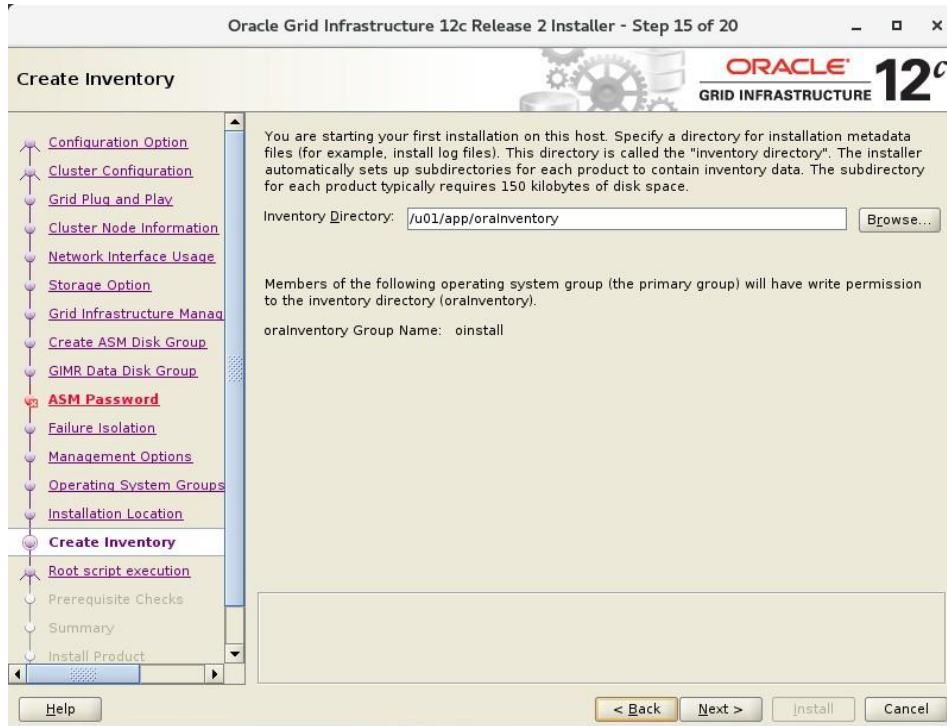 Oracle Grid Infrastructure 12c Release 2 Installer - Step 15 of 20
Create Inventory
ORACLE
GRID INFRASTRUCTURE
12c
Configuration Option
Cluster Configuration
Grid Plug and Play
Cluster Node Information
Network Interface Usage
Storage Option
Grid Infrastructure Manag
Create ASM Disk Group
GIMR Data Disk Group
ASM Password
Failure Isolation
Management Options
Operating System Groups
Installation Location
Create Inventory
Root script execution
Prerequisite Checks
Summary
Install Product
You are starting your first installation on this host. Specify a directory for installation metadata
files (for example, install log files). This directory is called the "inventory directory". The installer
automatically sets up subdirectories for each product to contain inventory data. The subdirectory
for each product typically requires 150 kilobytes of disk space.
Inventory Directory: /u01/app/oraInventory Browse...
Members of the following operating system group (the primary group) will have write permission
to the inventory directory (oraInventory).
oraInventory Group Name: oinstall
Help < Back Next > Install Cancel